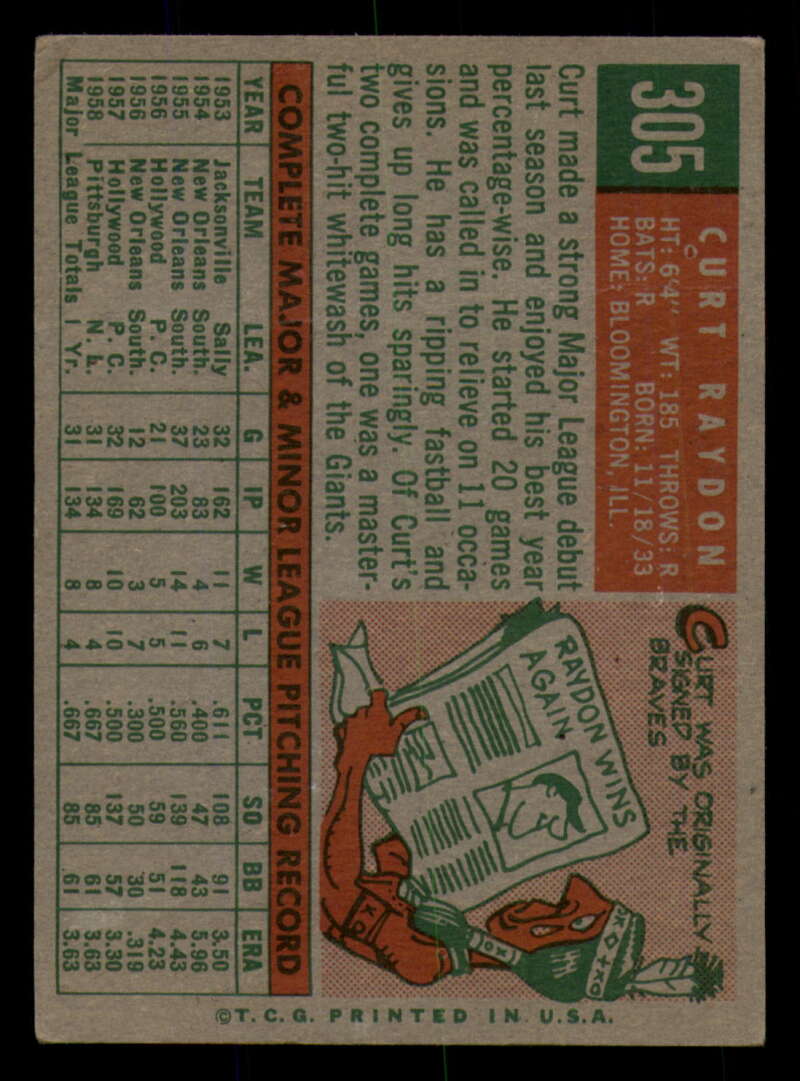 305
CURT RAYDON
HT: 6'4" WT: 185 THROWS: R
BATS: R BORN: 11/18/33
HOME: BLOOMINGTON, ILL.
Curt made a strong Major League debut
last season and enjoyed his best year
percentage-wise. He started 20 games
and was called in to relieve on 11 occa-
sions. He has a ripping fastball and
gives up long hits sparingly. Of Curt's
two complete games, one was a master-
ful two-hit whitewash of the Giants.
CURT WAS ORIGINALLY
SIGNED BY THE
BRAVES
RAYDON WINS
AGAIN
COMPLETE MAJOR & MINOR LEAGUE PITCHING RECORD
YEAR TEAM LEA. G IP W L PCT SO BB ERA
1953 Jacksonville Sally 32 162 11 7 .611 108 91 3.50
1954 New Orleans South. 23 83 4 6 .400 47 43 5.96
1955 New Orleans South. 37 203 14 11 .560 139 118 4.43
1956 Hollywood P.C. 21 100 5 5 .500 59 51 4.23
1956 New Orleans South. 12 62 3 7 .300 50 30 .319
1957 Hollywood P.C. 32 169 10 10 .500 137 57 3.30
1958 Pittsburgh N.L. 31 134 8 4 .667 85 61 3.63
Major League Totals 1 Yr. 31 134 8 4 .667 85 61 3.63
©T.C.G. PRINTED IN U.S.A.